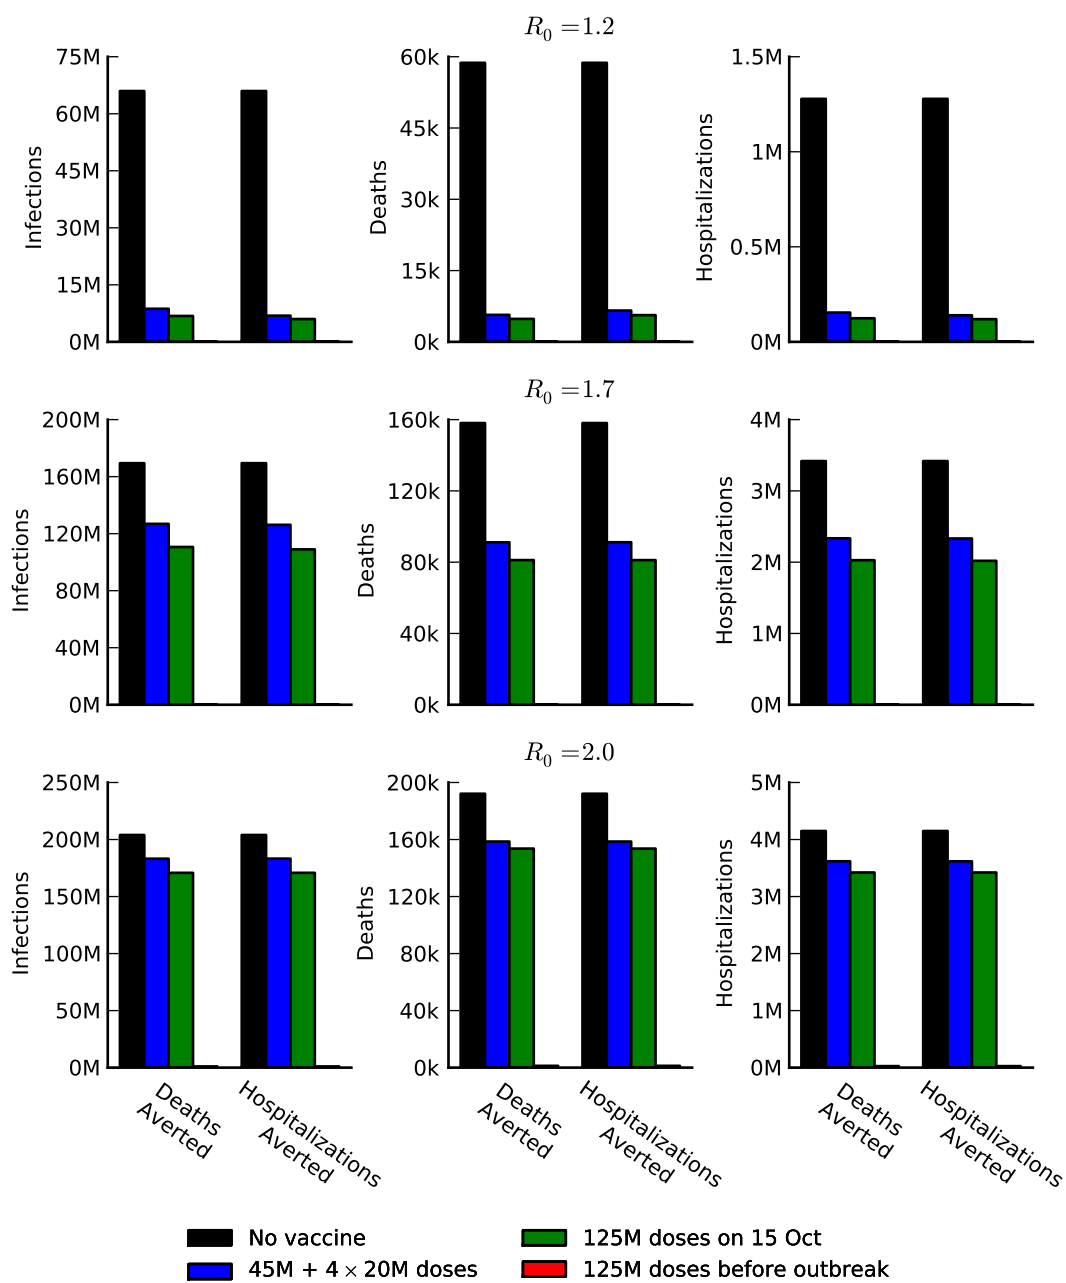 R₀ =1.2
75M
60M
45M
30M
15M
0M
Infections
60k
45k
30k
15k
0k
Deaths
1.5M
1M
0.5M
0M
Hospitalizations
R₀ =1.7
200M
160M
120M
80M
40M
0M
Infections
160k
120k
80k
40k
0k
Deaths
4M
3M
2M
1M
0M
Hospitalizations
R₀ =2.0
250M
200M
150M
100M
50M
0M
Infections
200k
160k
120k
80k
40k
0k
Deaths
5M
4M
3M
2M
1M
0M
Hospitalizations
Deaths
Averted
Hospitalizations
Averted
Deaths
Averted
Hospitalizations
Averted
Deaths
Averted
Hospitalizations
Averted
No vaccine
45M + 4 × 20M doses
125M doses on 15 Oct
125M doses before outbreak